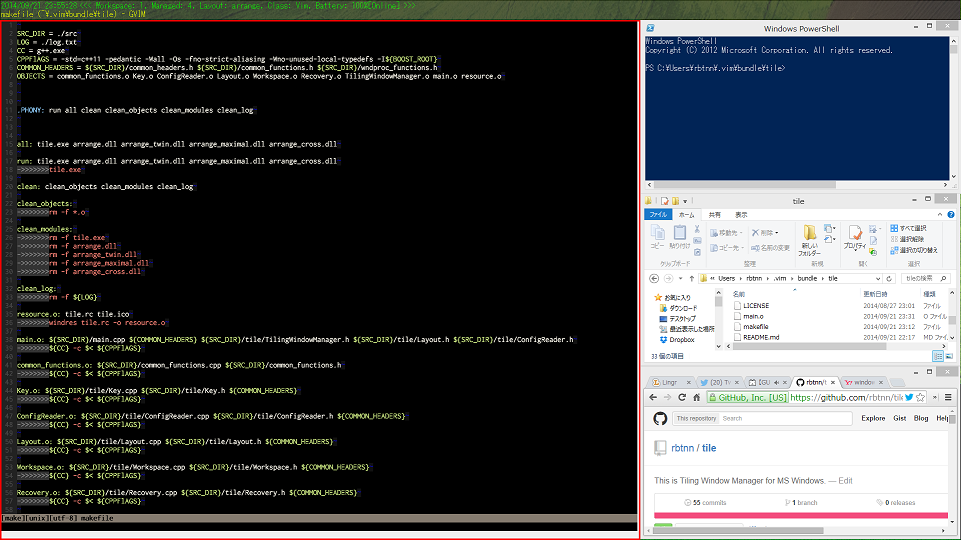 2014/09/21 23:55:23 <<< Workspace: 1, Managed: 4, Layout: arrange, Class: Vim, Battery: 100%[Online] >>>
makefile (~¥.vim¥bundle¥tile) - GVIM
SRC_DIR = ./src
LOG = ./log.txt
CC = g++.exe
CPPFLAGS = -std=c++11 -pedantic -Wall -Os -fno-strict-aliasing -Wno-unused-local-typedefs -I${BOOST_ROOT}
COMMON_HEADERS = ${SRC_DIR}/common_headers.h ${SRC_DIR}/common_functions.h ${SRC_DIR}/wndproc_functions.h
OBJECTS = common_functions.o Key.o ConfigReader.o Layout.o Workspace.o Recovery.o TilingWindowManager.o main.o resource.o
.PHONY: run all clean clean_objects clean_modules clean_log
all: tile.exe arrange.dll arrange_twin.dll arrange_maximal.dll arrange_cross.dll
run: tile.exe arrange.dll arrange_twin.dll arrange_maximal.dll arrange_cross.dll
tile.exe
clean: clean_objects clean_modules clean_log
clean_objects:
rm -f *.o
clean_modules:
rm -f tile.exe
rm -f arrange.dll
rm -f arrange_twin.dll
rm -f arrange_maximal.dll
rm -f arrange_cross.dll
clean_log:
rm -f ${LOG}
resource.o: tile.rc tile.ico
windres tile.rc -o resource.o
main.o: ${SRC_DIR}/main.cpp ${COMMON_HEADERS} ${SRC_DIR}/tile/TilingWindowManager.h ${SRC_DIR}/tile/Layout.h ${SRC_DIR}/tile/ConfigReader.h
${CC} -c $< ${CPPFlAGS}
common_functions.o: ${SRC_DIR}/common_functions.cpp ${SRC_DIR}/common_functions.h
${CC} -c $< ${CPPFlAGS}
Key.o: ${SRC_DIR}/tile/Key.cpp ${SRC_DIR}/tile/Key.h ${COMMON_HEADERS}
${CC} -c $< ${CPPFlAGS}
ConfigReader.o: ${SRC_DIR}/tile/ConfigReader.cpp ${SRC_DIR}/tile/ConfigReader.h ${COMMON_HEADERS}
${CC} -c $< ${CPPFlAGS}
Layout.o: ${SRC_DIR}/tile/Layout.cpp ${SRC_DIR}/tile/Layout.h ${COMMON_HEADERS}
${CC} -c $< ${CPPFlAGS}
Workspace.o: ${SRC_DIR}/tile/Workspace.cpp ${SRC_DIR}/tile/Workspace.h ${COMMON_HEADERS}
${CC} -c $< ${CPPFlAGS}
Recovery.o: ${SRC_DIR}/tile/Recovery.cpp ${SRC_DIR}/tile/Recovery.h ${COMMON_HEADERS}
${CC} -c $< ${CPPFlAGS}
[make][unix][utf-8] makefile
Windows PowerShell
Windows PowerShell
Copyright (C) 2012 Microsoft Corporation. All rights reserved.
PS C:¥Users¥rbtnn¥.vim¥bundle¥tile>
tile
ファイル ホーム 共有 表示
コピー 貼り付け 移動先 削除 コピー先 名前の変更 新しいフォルダー プロパティ 開く すべて選択 選択解除 選択の切り替え
クリップボード 整理 新規 選択
Users rbtnn .vim bundle tile tileの検索
お気に入り
ダウンロード
デスクトップ
最近表示した場所
Dropbox
名前 更新日時 種類
LICENSE 2014/08/27 23:01 ファイル
main.o 2014/09/21 23:31 O ファイル
makefile 2014/09/21 23:12 ファイル
README.md 2014/09/21 22:17 MD ファイル
33 個の項目
Lingr (20) Tw rbtnn/t window
GitHub, Inc. [US] https://github.com/rbtnn/tile
This repository Search Explore Gist Blog Help
rbtnn / tile
This is Tiling Window Manager for MS Windows. — Edit
55 commits 1 branch 0 releases